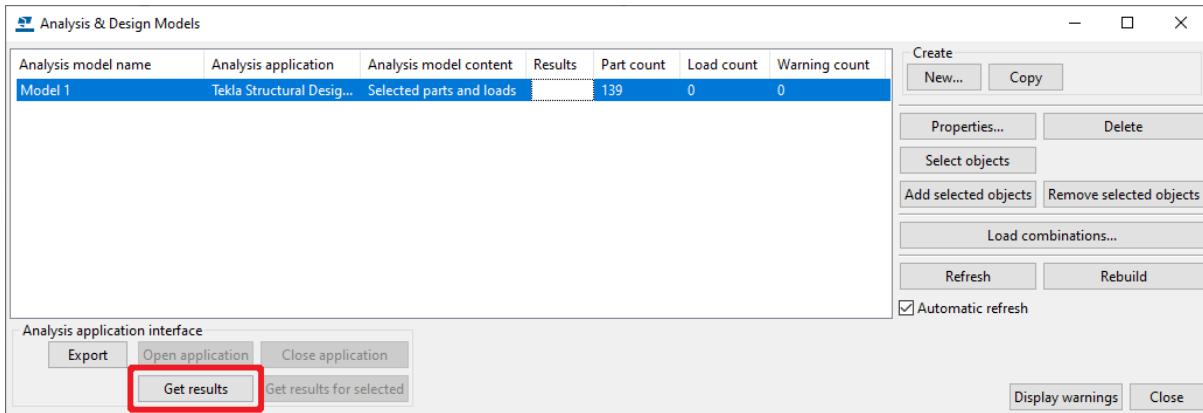 Analysis & Design Models
Analysis model name Analysis application Analysis model content Results Part count Load count Warning count
Model 1 Tekla Structural Desig... Selected parts and loads 139 0 0
Create
New... Copy
Properties... Delete
Select objects
Add selected objects Remove selected objects
Load combinations...
Refresh Rebuild
Automatic refresh
Analysis application interface
Export Open application Close application
Get results Get results for selected
Display warnings Close